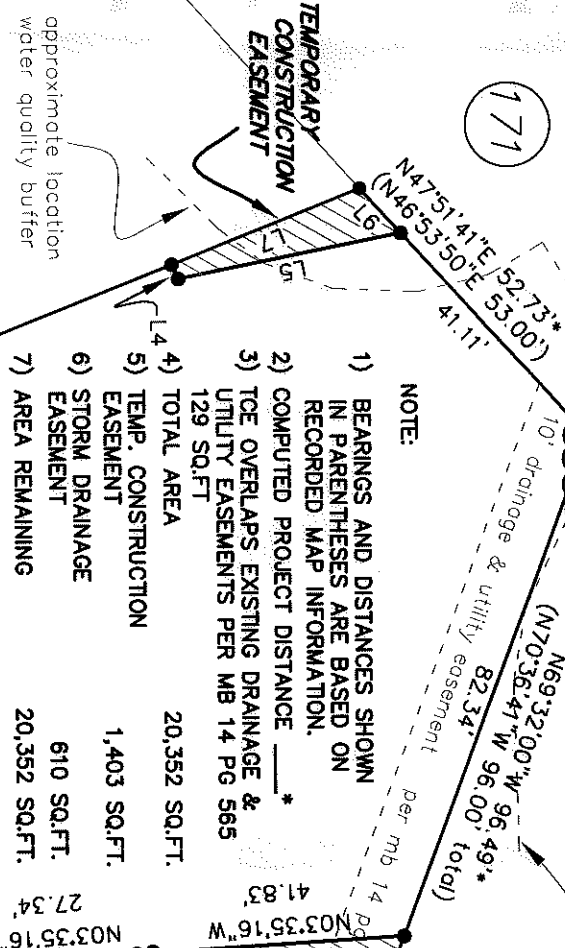 171
N47°51'41"E 52.73'*
(N46°53'50"E 53.00')
41.11'
TEMPORARY
CONSTRUCTION
EASEMENT
approximate location
water quality buffer
L6
L7
L5
L4
10' drainage & utility easement per mb 14 pg
N69°32'00"W 96.49'*
(N70°36'41"W 96.00' total)
82.34'
NOTE:
1) BEARINGS AND DISTANCES SHOWN
IN PARENTHESES ARE BASED ON
RECORDED MAP INFORMATION.
2) COMPUTED PROJECT DISTANCE ___*
3) TCE OVERLAPS EXISTING DRAINAGE &
UTILITY EASEMENTS PER MB 14 PG 565
129 SQ.FT
4) TOTAL AREA 20,352 SQ.FT.
5) TEMP. CONSTRUCTION
EASEMENT 1,403 SQ.FT.
6) STORM DRAINAGE
EASEMENT 610 SQ.FT.
7) AREA REMAINING 20,352 SQ.FT.
N03°35'16"W
41.83'
N03°35'16"
27.34'